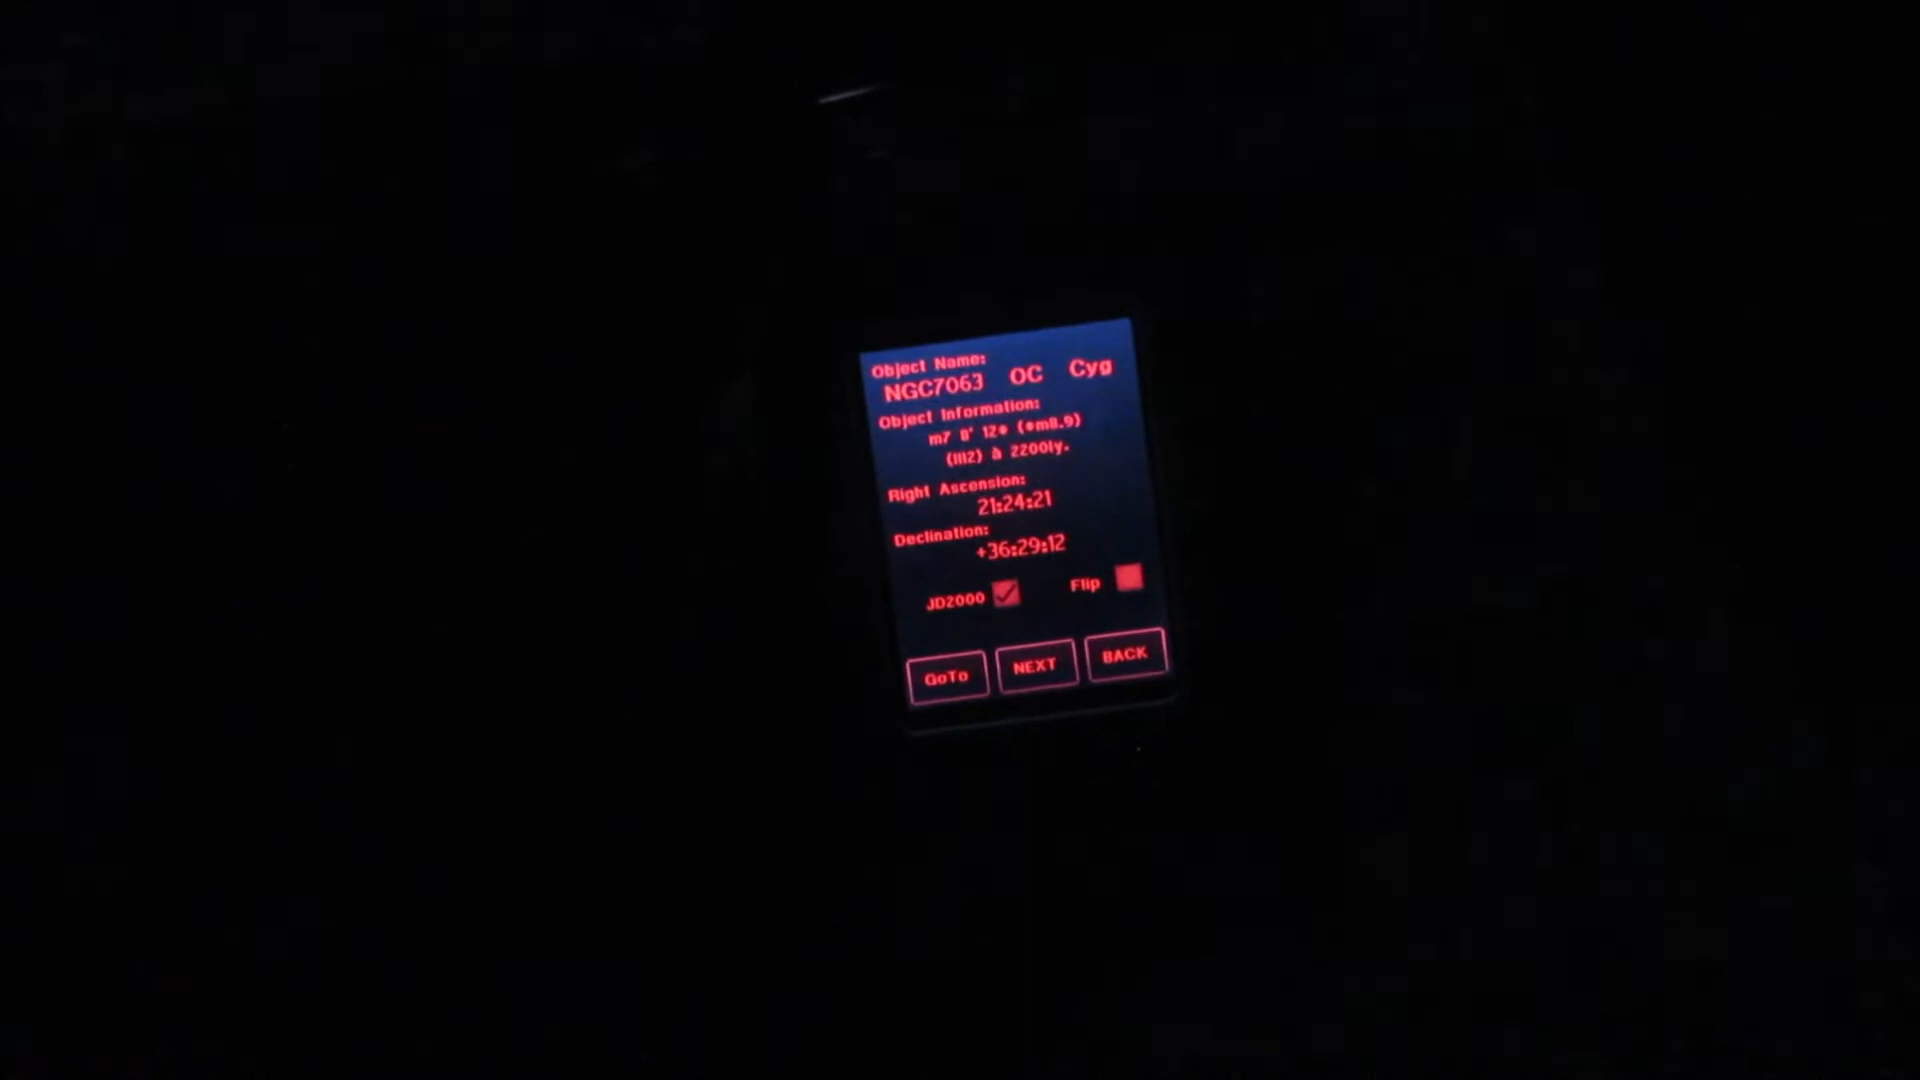 Object Name:
NGC7063 OC Cyg
Object Information:
m7 8' 12* (*m8.9)
(III2) à 2200ly.
Right Ascension:
21:24:21
Declination:
+36:29:12
JD2000 Flip
GoTo NEXT BACK